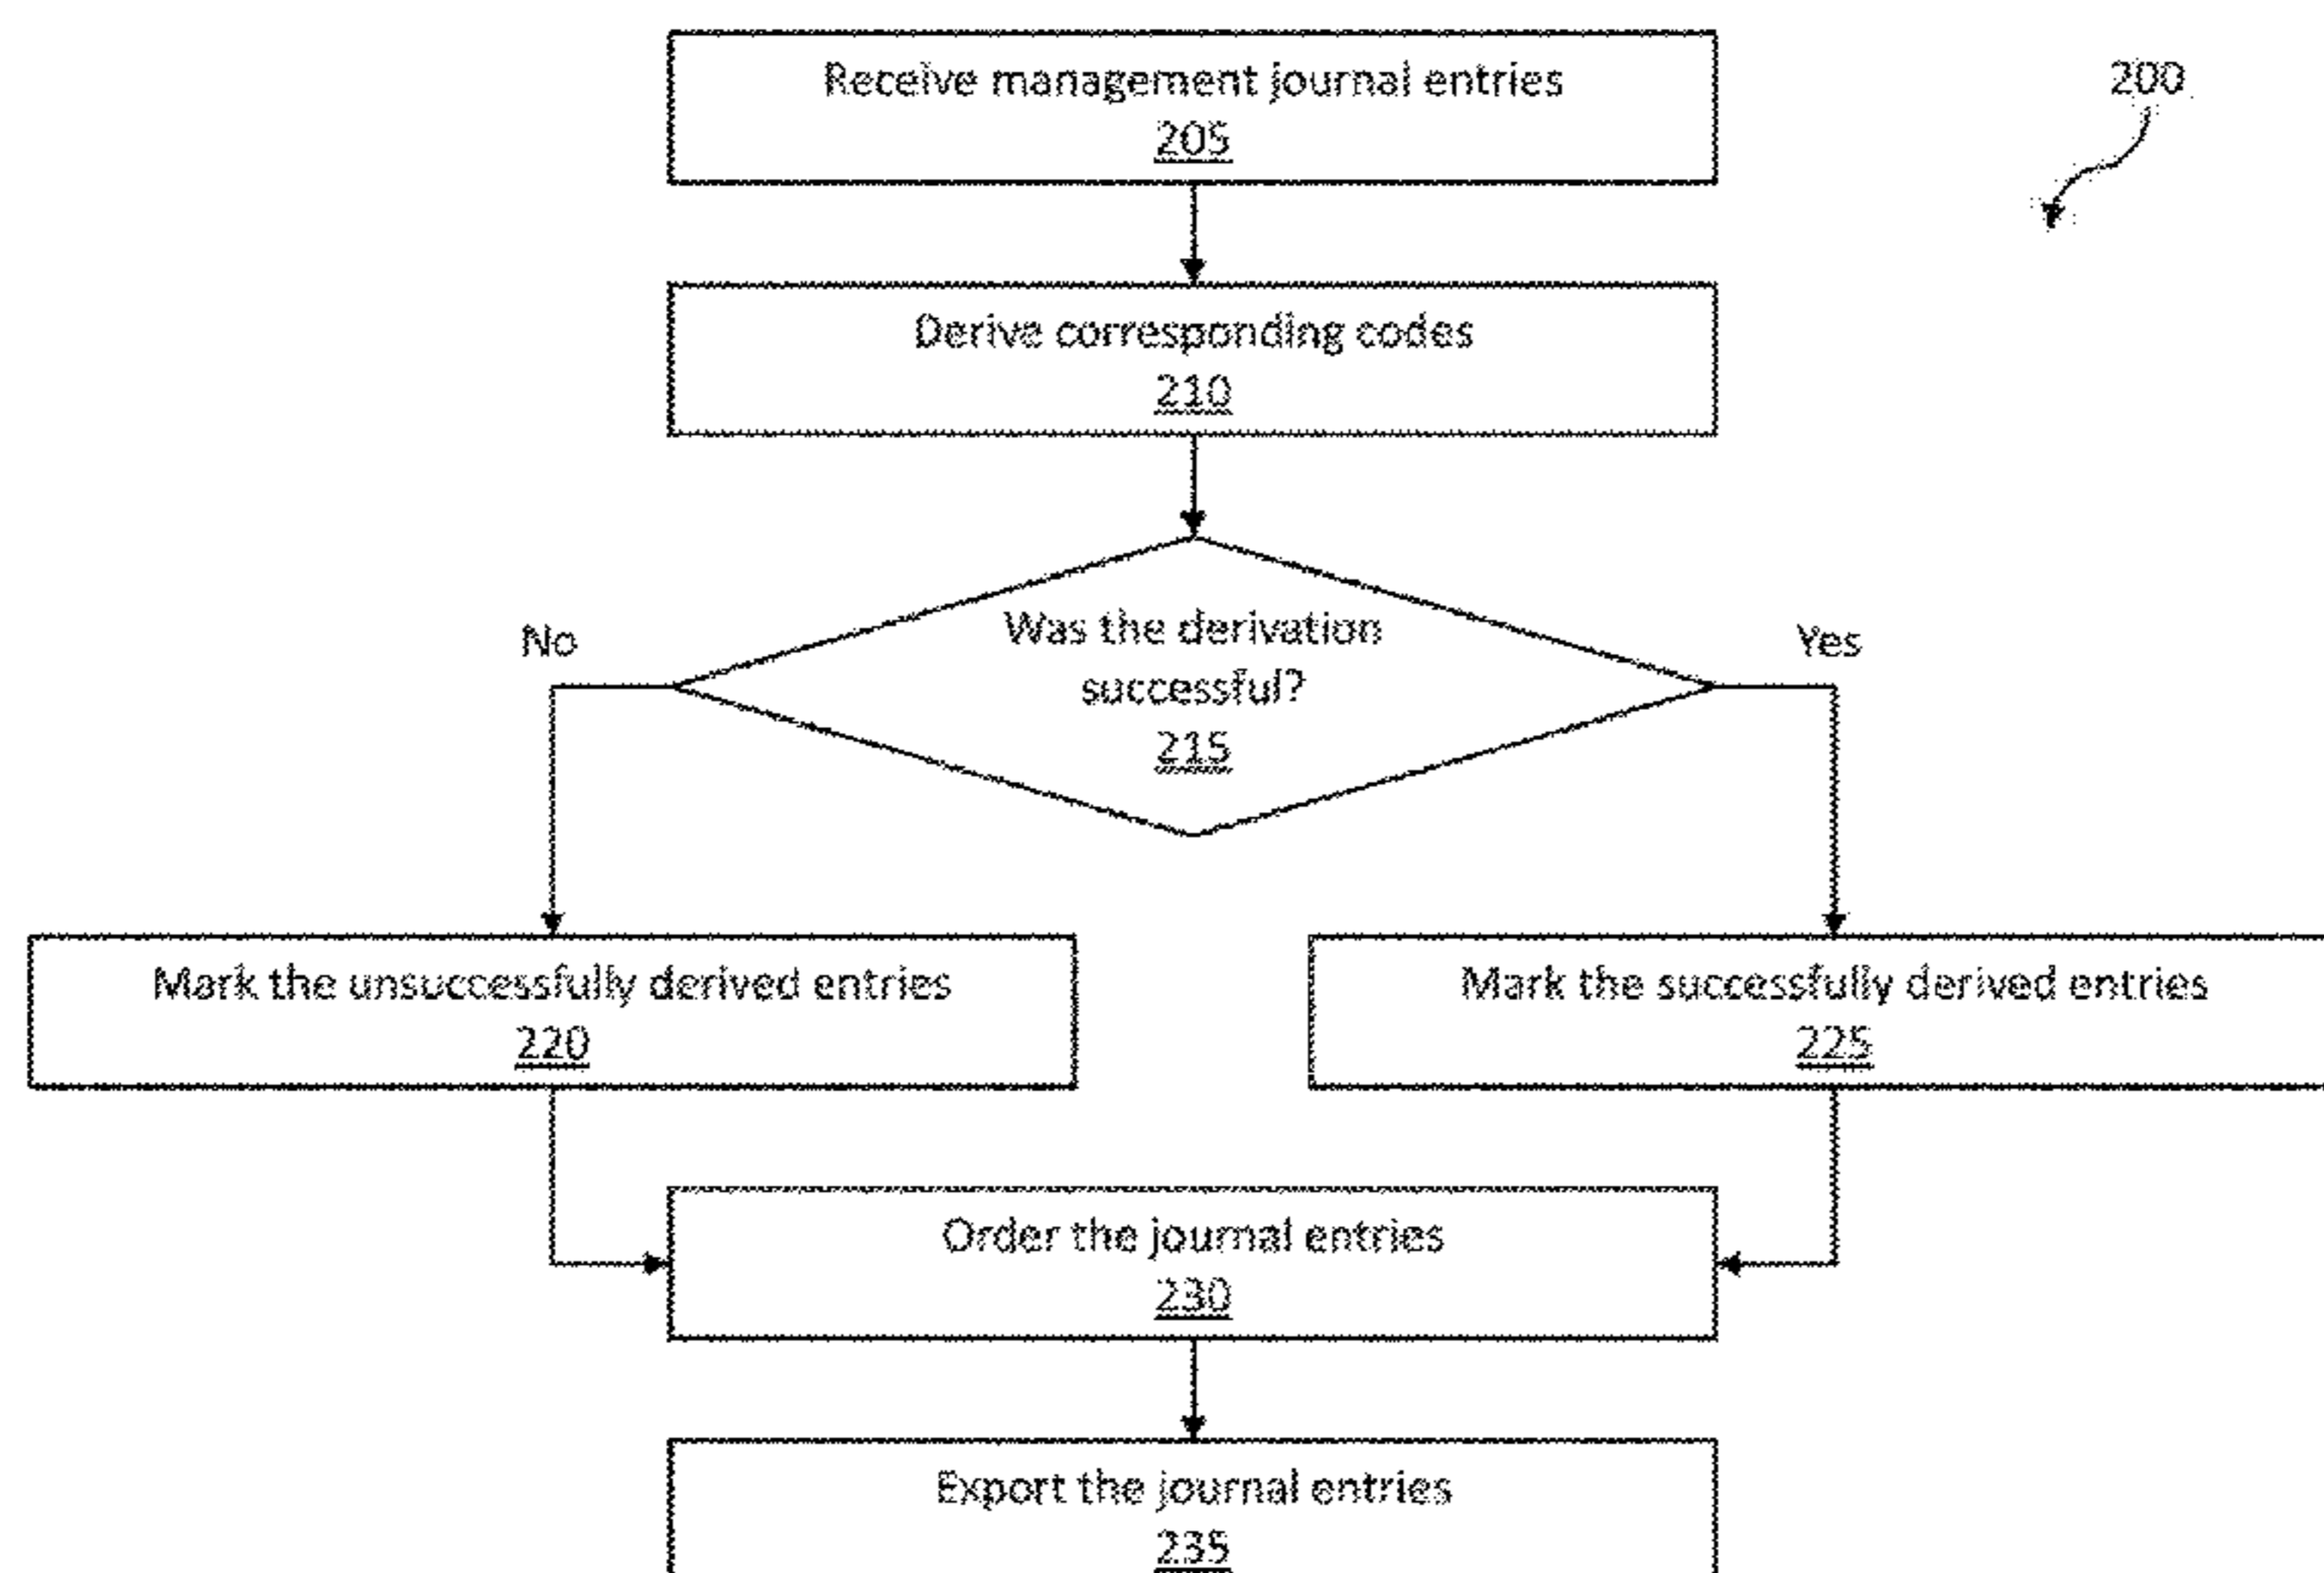 Receive management journal entries
205
200
Derive corresponding codes
210
Was the derivation
successful?
215
No
Yes
Mark the unsuccessfully derived entries
220
Mark the successfully derived entries
225
Order the journal entries
230
Export the journal entries
235